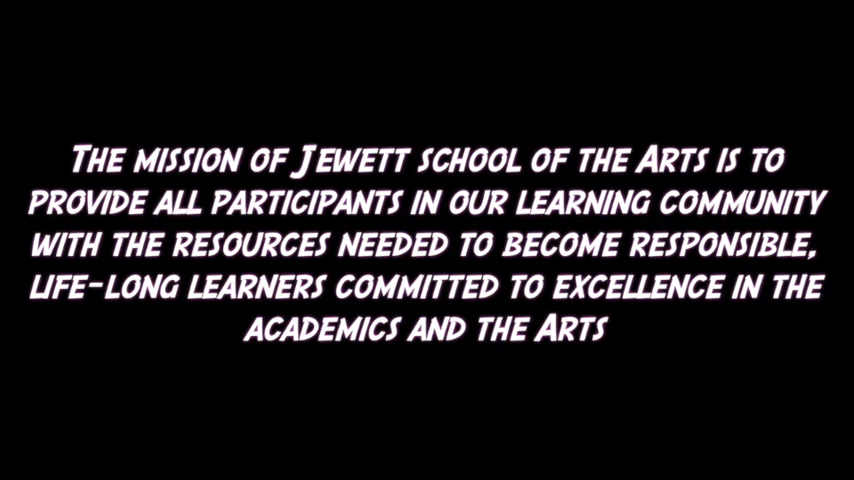 The mission of Jewett school of the Arts is to
provide all participants in our learning community
with the resources needed to become responsible,
life-long learners committed to excellence in the
academics and the Arts